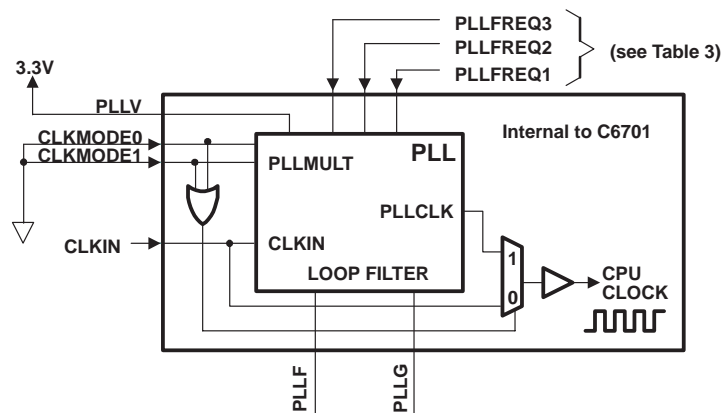 PLLFREQ3
PLLFREQ2
PLLFREQ1
(see Table 3)
3.3V
PLLV
CLKMODE0
CLKMODE1
Internal to C6701
PLL
PLLMULT
PLLCLK
CLKIN
CLKIN
LOOP FILTER
1
0
CPU
CLOCK
PLLF
PLLG